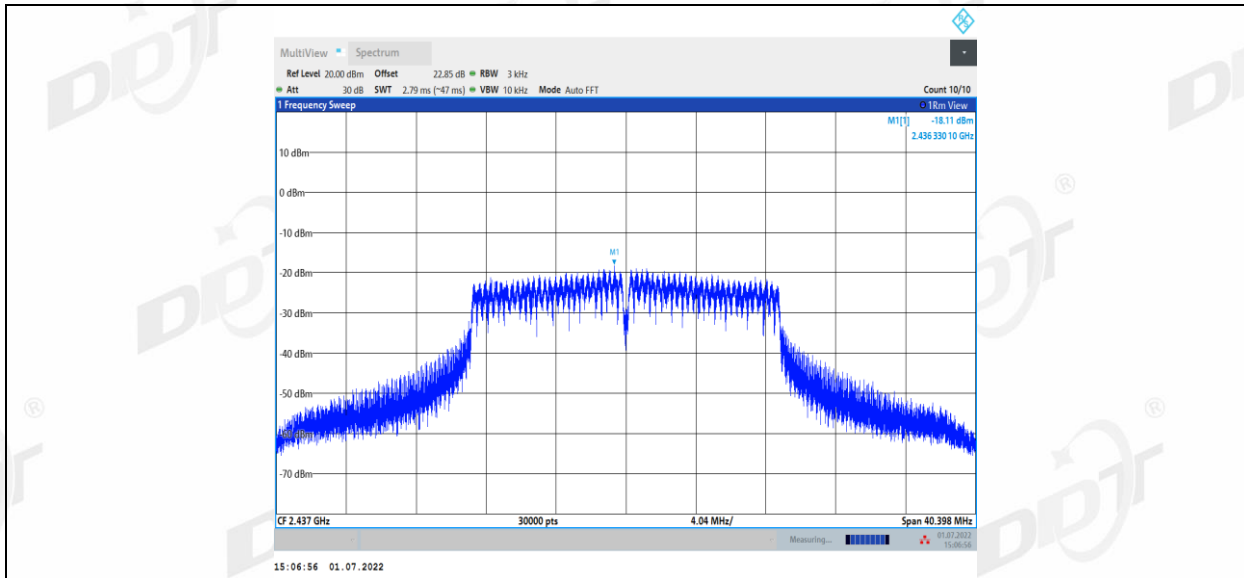 DDT ®
MultiView Spectrum
Ref Level 20.00 dBm Offset 22.85 dB RBW 3 kHz
Att 30 dB SWT 2.79 ms (~47 ms) VBW 10 kHz Mode Auto FFT Count 10/10
1 Frequency Sweep 1Rm View
M1[1] -18.11 dBm
2.436 330 10 GHz
10 dBm
0 dBm
-10 dBm
M1
-20 dBm
-30 dBm
-40 dBm
-50 dBm
-60 dBm
-70 dBm
CF 2.437 GHz 30000 pts 4.04 MHz/ Span 40.398 MHz
Measuring... 01.07.2022
15:06:56
15:06:56 01.07.2022